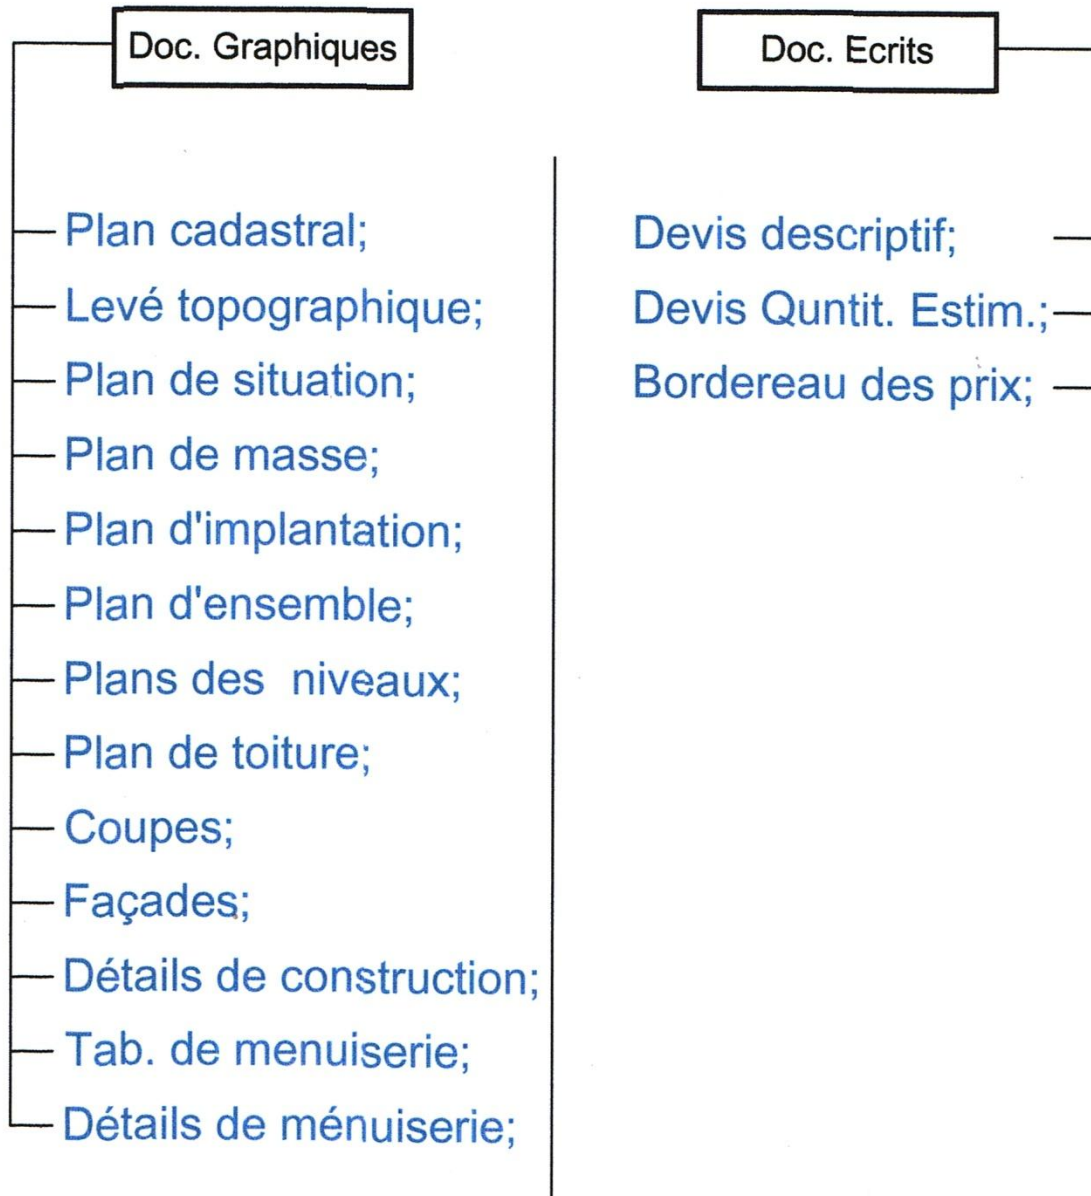 Doc. Graphiques
Plan cadastral;
Levé topographique;
Plan de situation;
Plan de masse;
Plan d'implantation;
Plan d'ensemble;
Plans des niveaux;
Plan de toiture;
Coupes;
Façades;
Détails de construction;
Tab. de menuiserie;
Détails de ménuiserie;
Doc. Ecrits
Devis descriptif;
Devis Quntit. Estim.;
Bordereau des prix;